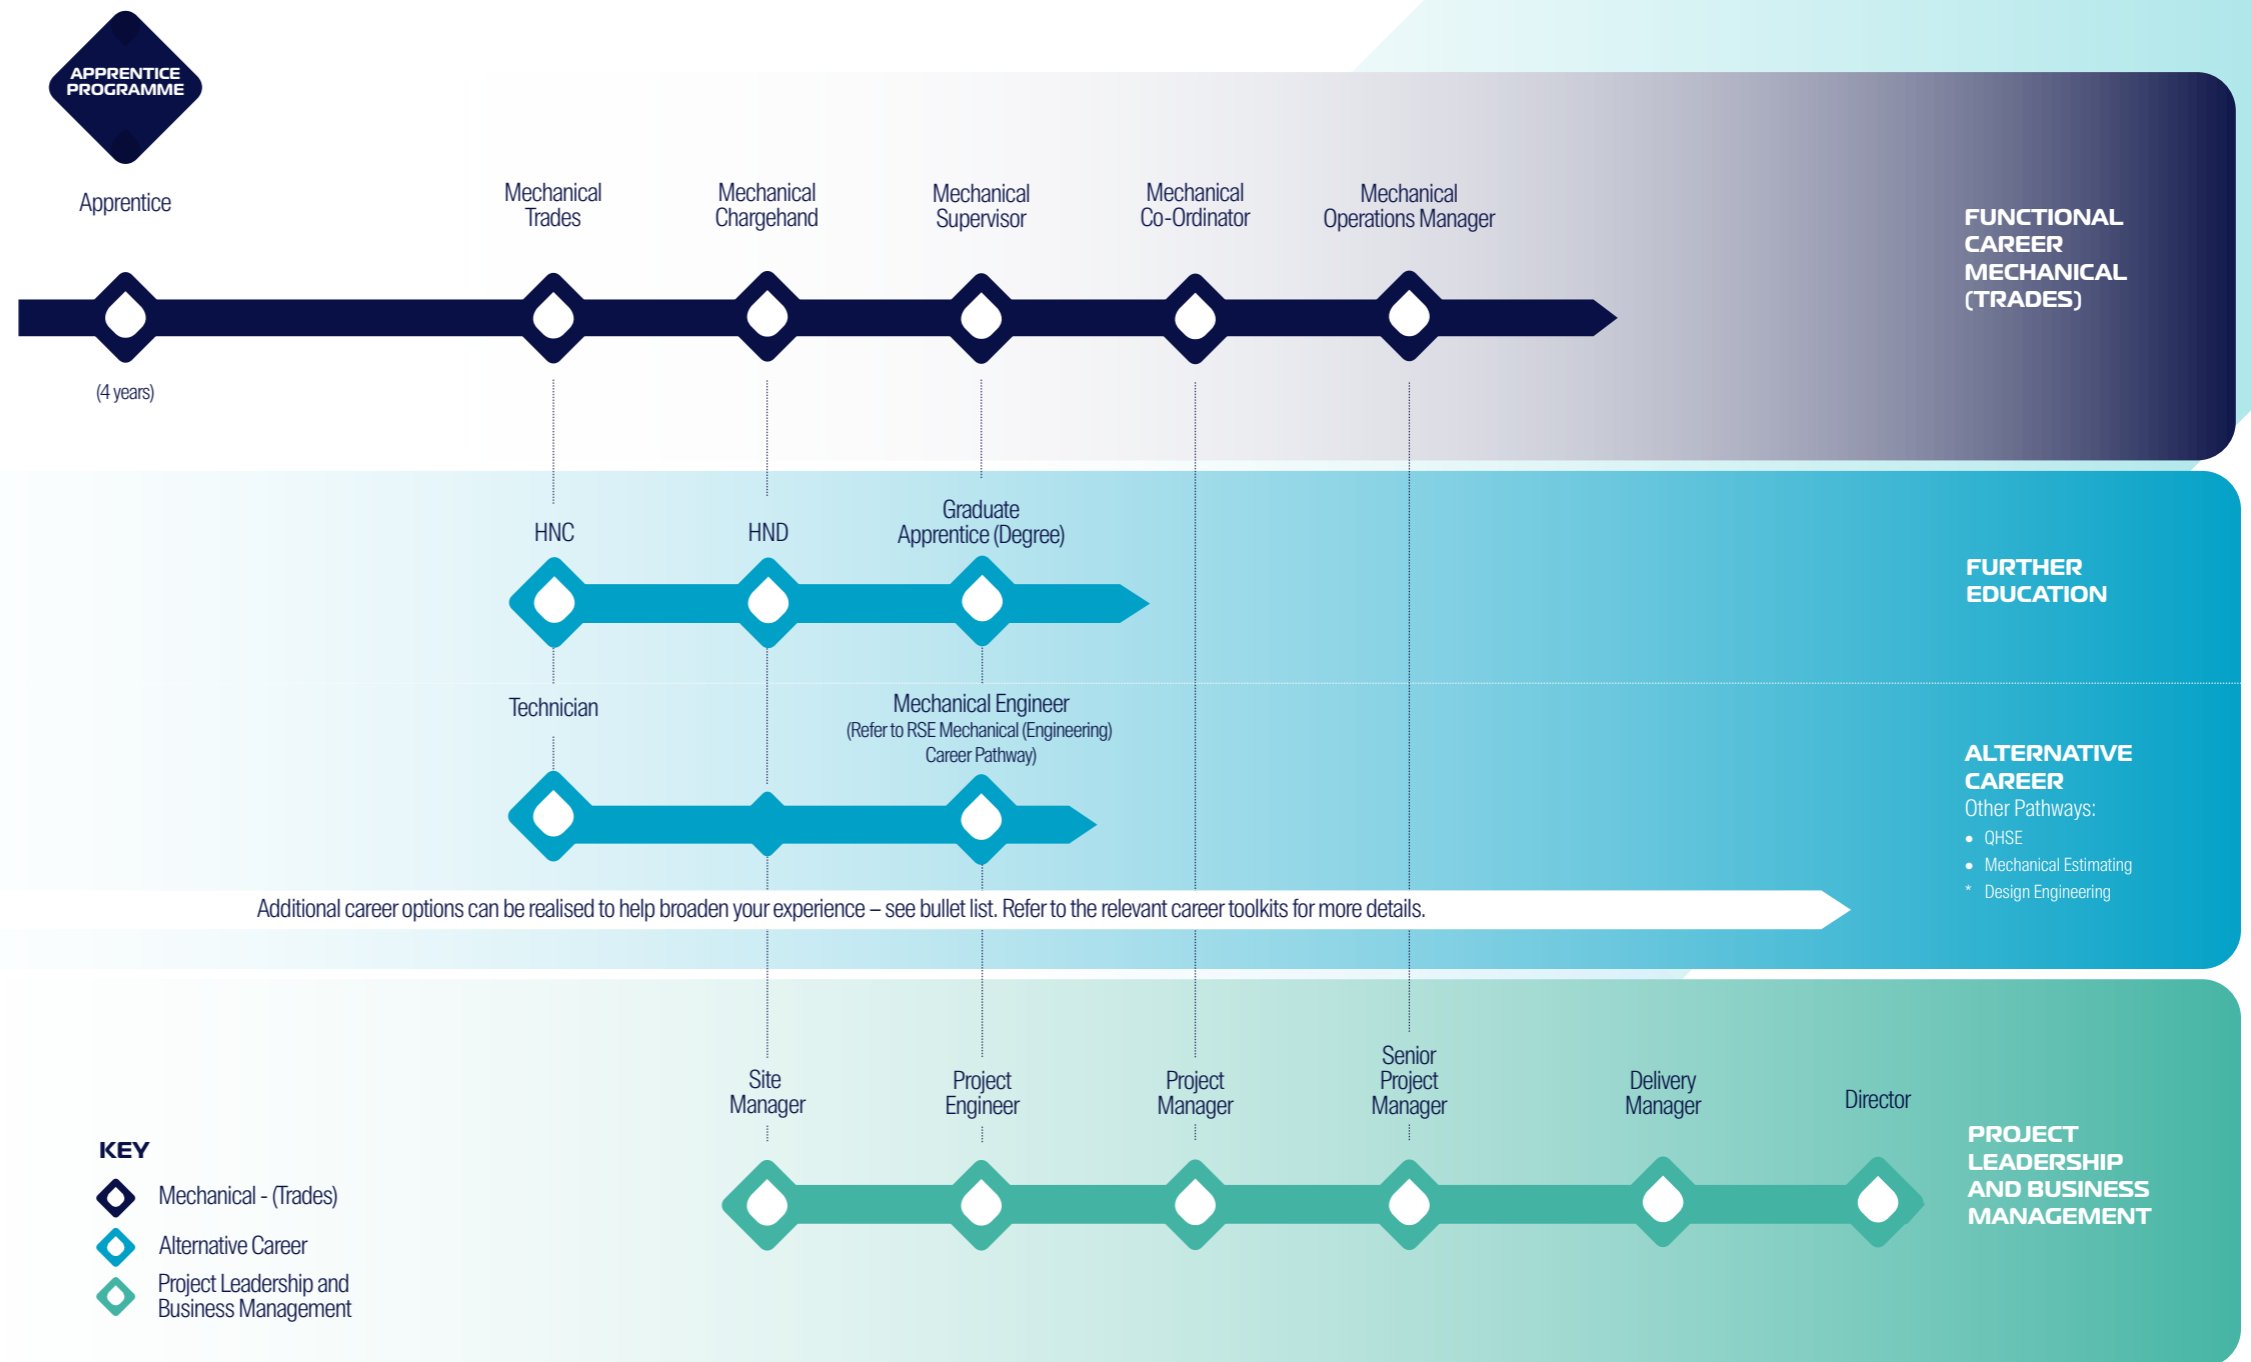 APPRENTICE
PROGRAMME
Apprentice
(4 years)
Mechanical
Trades
Mechanical
Chargehand
Mechanical
Supervisor
Mechanical
Co-Ordinator
Mechanical
Operations Manager
FUNCTIONAL
CAREER
MECHANICAL
(TRADES)
HNC
HND
Graduate
Apprentice (Degree)
FURTHER
EDUCATION
Technician
Mechanical Engineer
(Refer to RSE Mechanical (Engineering)
Career Pathway)
ALTERNATIVE
CAREER
Other Pathways:
• QHSE
• Mechanical Estimating
* Design Engineering
Additional career options can be realised to help broaden your experience – see bullet list. Refer to the relevant career toolkits for more details.
Site
Manager
Project
Engineer
Project
Manager
Senior
Project
Manager
Delivery
Manager
Director
PROJECT
LEADERSHIP
AND BUSINESS
MANAGEMENT
KEY
Mechanical - (Trades)
Alternative Career
Project Leadership and
Business Management